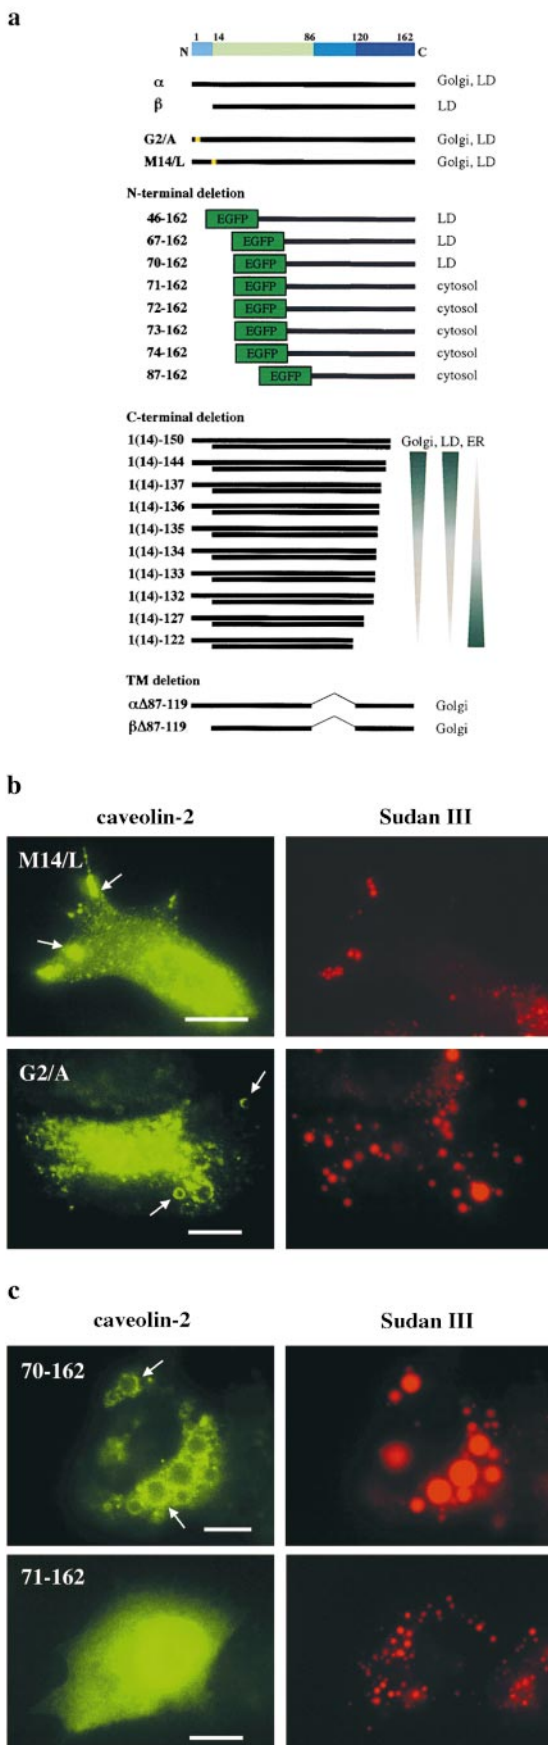 a
1 14 86 120 162
N C
α Golgi, LD
β LD
G2/A Golgi, LD
M14/L Golgi, LD
N-terminal deletion
46-162 EGFP LD
67-162 EGFP LD
70-162 EGFP LD
71-162 EGFP cytosol
72-162 EGFP cytosol
73-162 EGFP cytosol
74-162 EGFP cytosol
87-162 EGFP cytosol
C-terminal deletion
1(14)-150 Golgi, LD, ER
1(14)-144
1(14)-137
1(14)-136
1(14)-135
1(14)-134
1(14)-133
1(14)-132
1(14)-127
1(14)-122
TM deletion
αΔ87-119 Golgi
βΔ87-119 Golgi
b
caveolin-2 Sudan III
M14/L
G2/A
c
caveolin-2 Sudan III
70-162
71-162